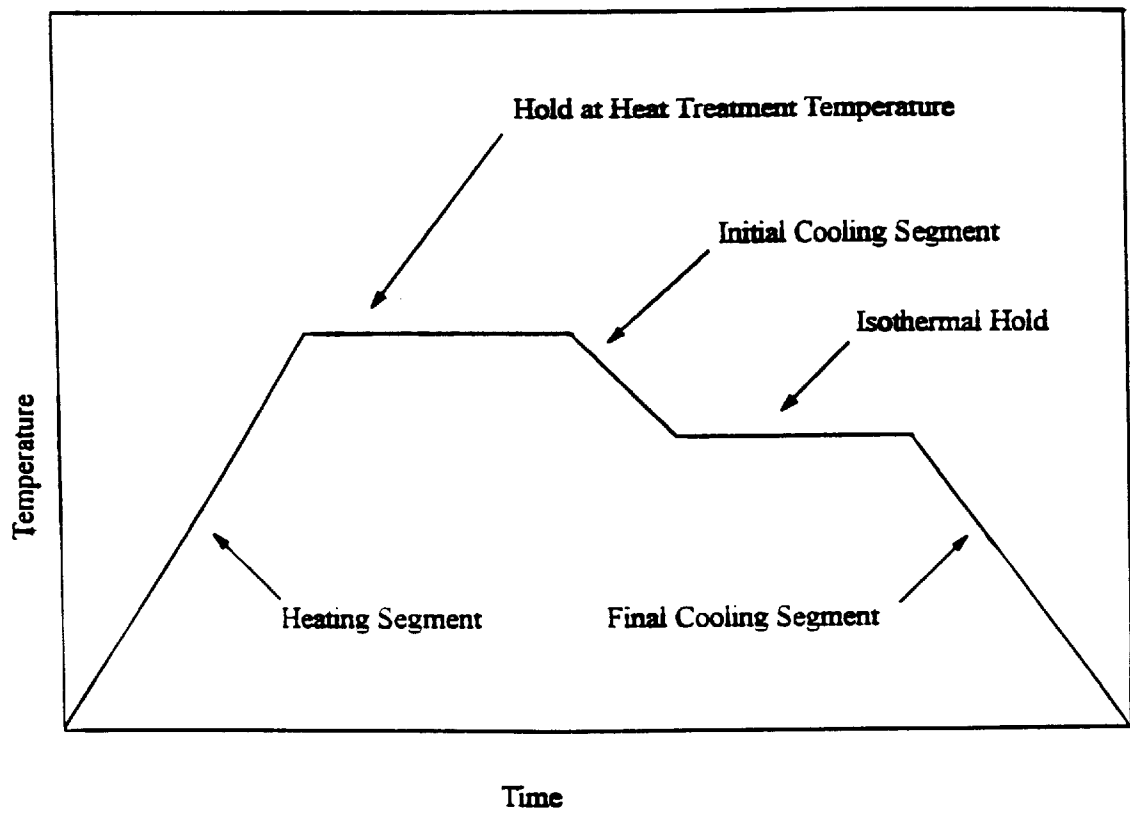 Hold at Heat Treatment Temperature
Initial Cooling Segment
Isothermal Hold
Temperature
Heating Segment
Final Cooling Segment
Time